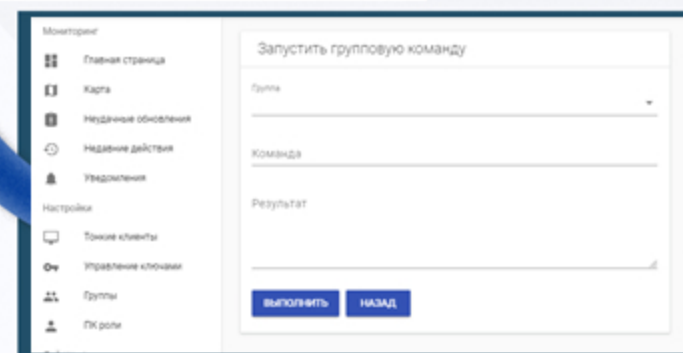 Мониторинг
Главная страница
Карта
Неудачные обновления
Недавние действия
Уведомления
Настройки
Тонкие клиенты
Управление ключами
Группы
ПК роли
Запустить групповую команду
Группа
Команда
Результат
ВЫПОЛНИТЬ НАЗАД